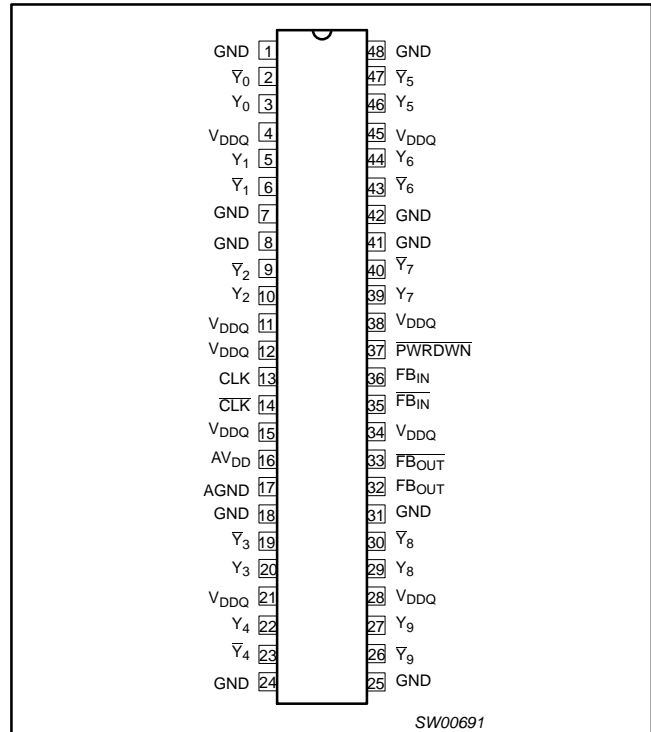 GND 1 48 GND
Y̅0 2 47 Y̅5
Y0 3 46 Y5
VDDQ 4 45 VDDQ
Y1 5 44 Y6
Y̅1 6 43 Y̅6
GND 7 42 GND
GND 8 41 GND
Y̅2 9 40 Y̅7
Y2 10 39 Y7
VDDQ 11 38 VDDQ
VDDQ 12 37 P̅W̅R̅D̅W̅N̅
CLK 13 36 FBIN
C̅L̅K̅ 14 35 F̅B̅I̅N̅
VDDQ 15 34 VDDQ
AVDD 16 33 F̅B̅O̅U̅T̅
AGND 17 32 FBOUT
GND 18 31 GND
Y̅3 19 30 Y̅8
Y3 20 29 Y8
VDDQ 21 28 VDDQ
Y4 22 27 Y9
Y̅4 23 26 Y̅9
GND 24 25 GND
SW00691